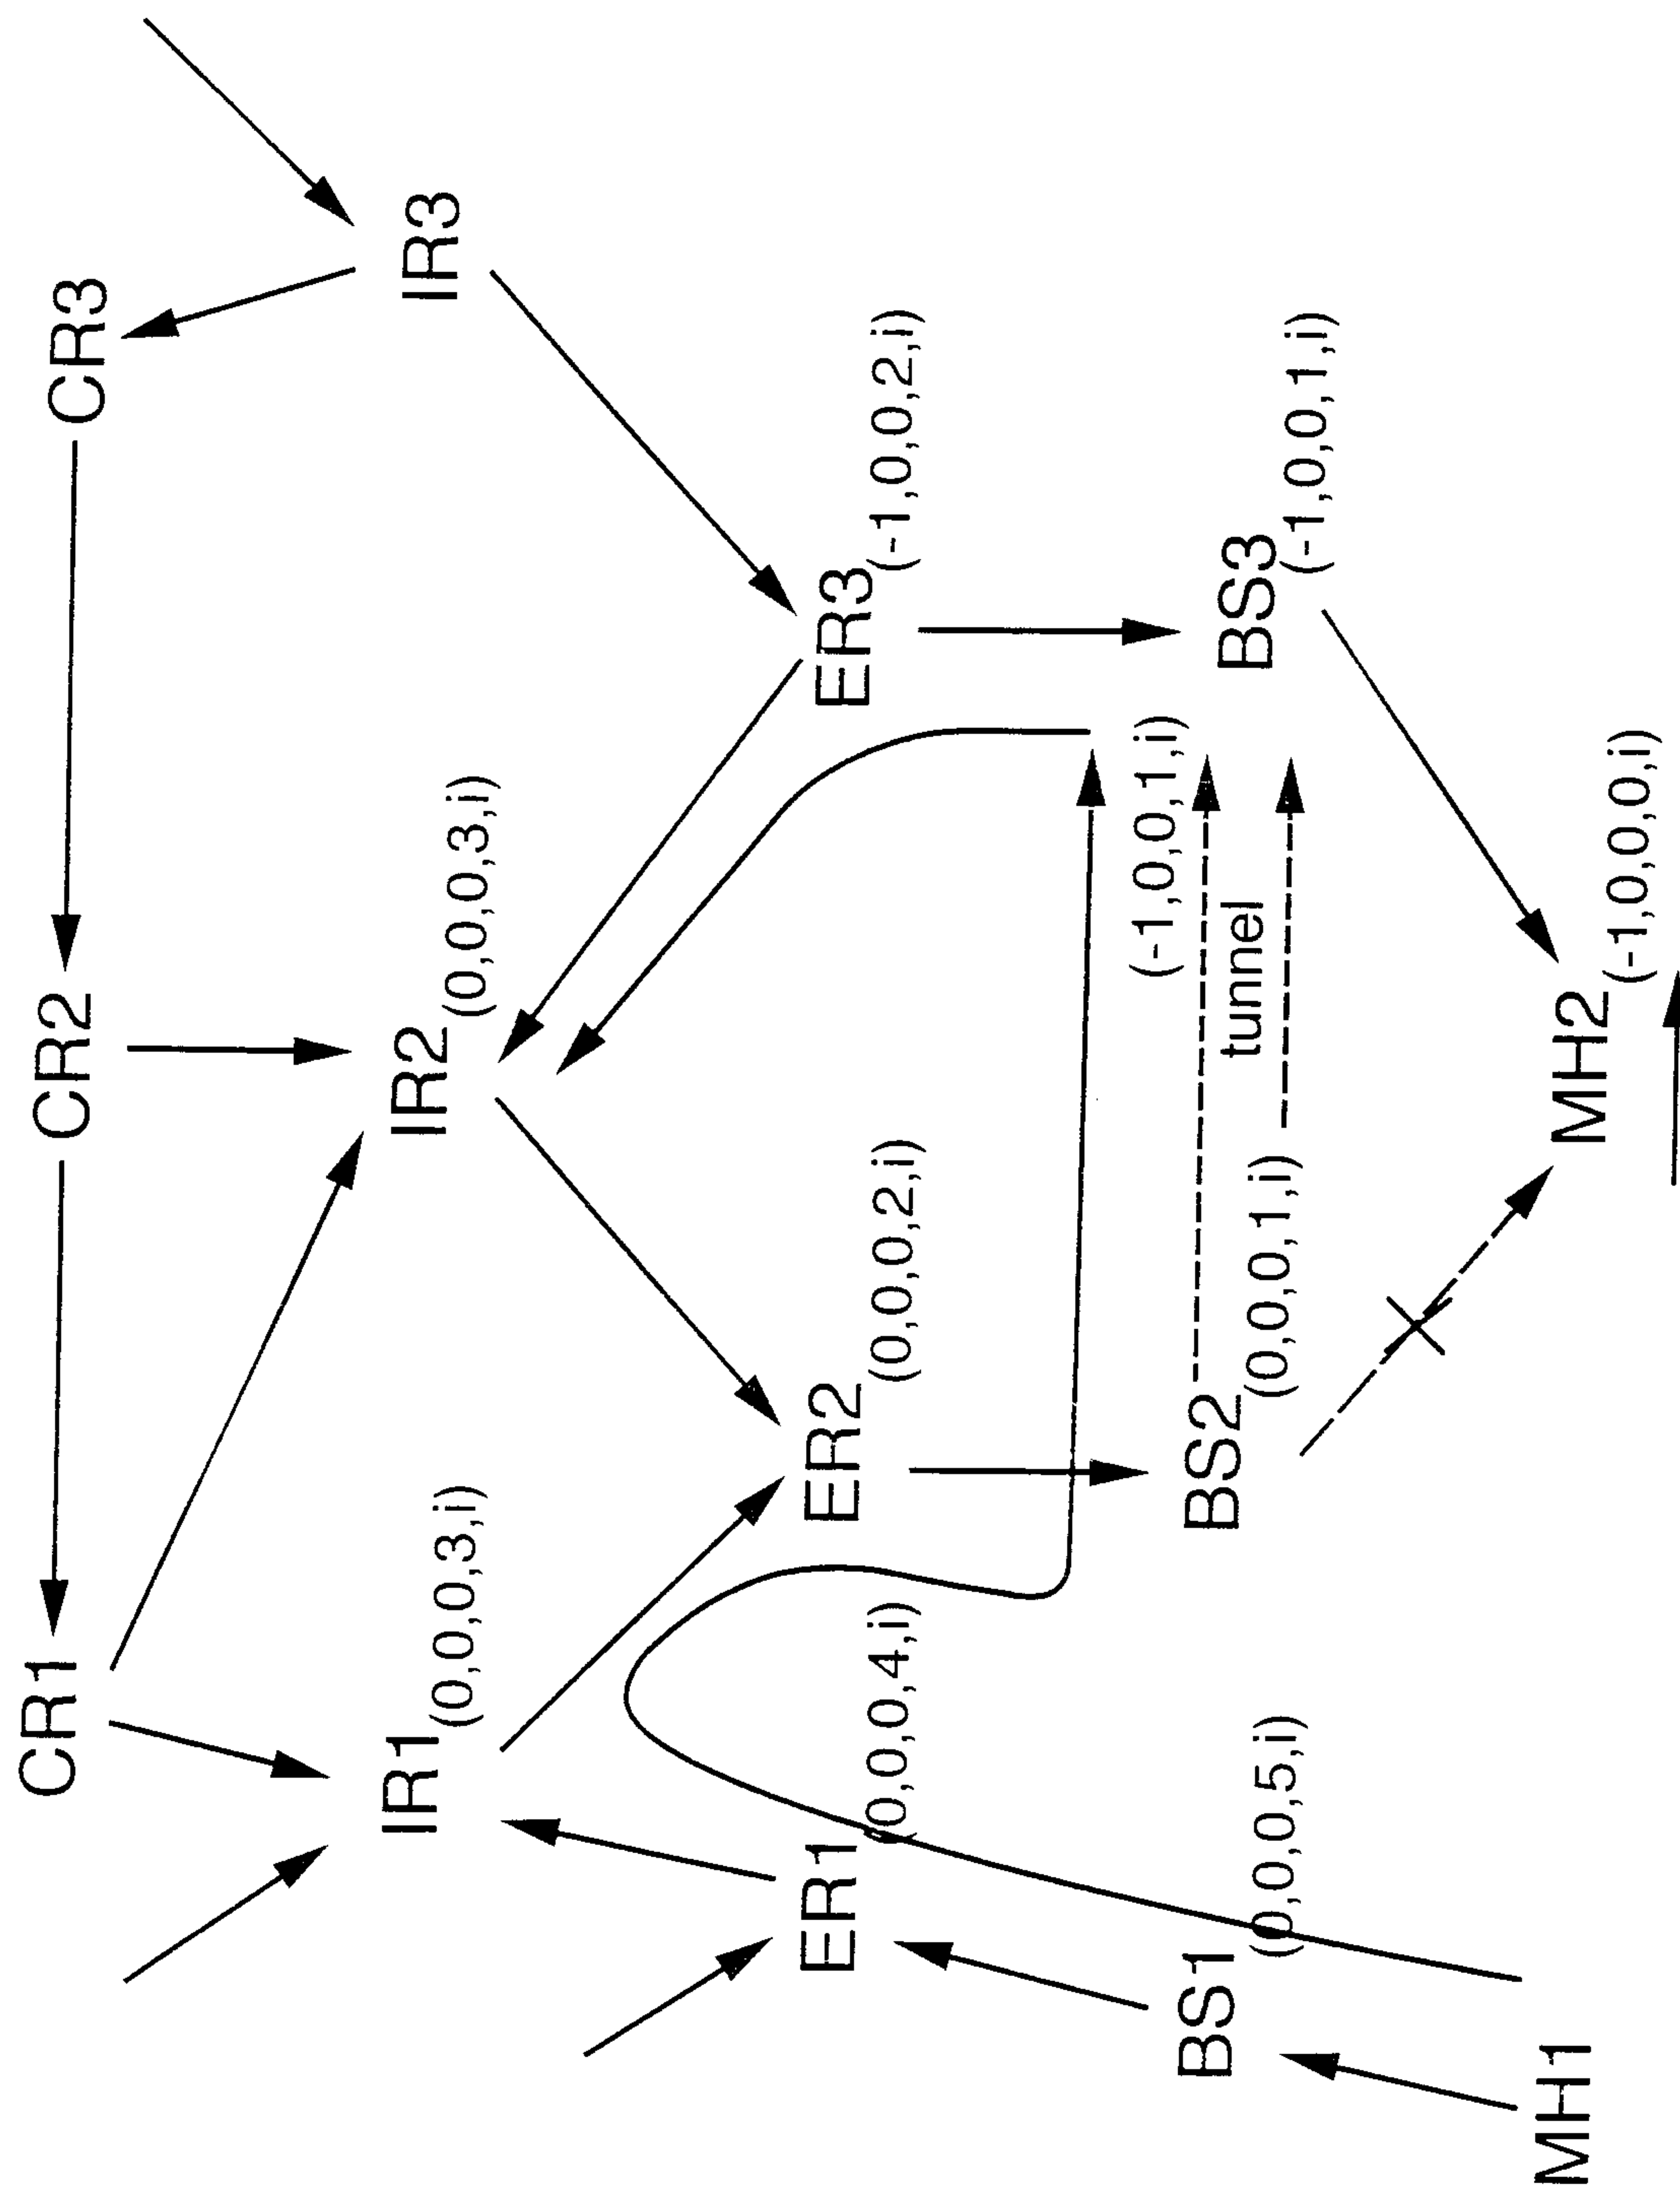 CR1
CR2
CR3
IR1
(0,0,0,3,i)
IR2
(0,0,0,3,i)
IR3
ER1
(0,0,0,4,i)
ER2
(0,0,0,2,i)
ER3
(-1,0,0,2,i)
(-1,0,0,1,i)
BS1
(0,0,0,5,i)
BS2
(0,0,0,1,i)
tunnel
BS3
(-1,0,0,1,i)
MH1
MH2
(-1,0,0,0,i)